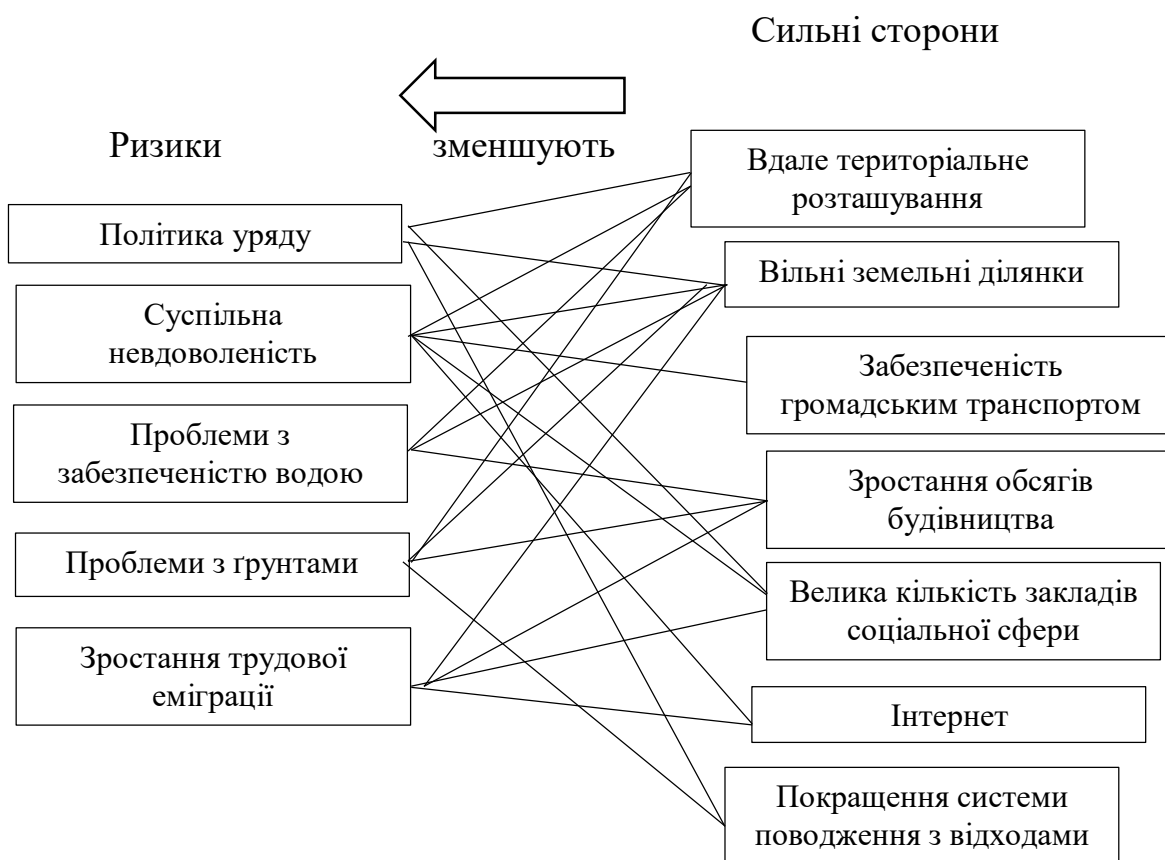 Сильні сторони
Ризики
зменшують
Політика уряду
Суспільна
невдоволеність
Проблеми з
забезпеченістю водою
Проблеми з ґрунтами
Зростання трудової
еміграції
Вдале територіальне
розташування
Вільні земельні ділянки
Забезпеченість
громадським транспортом
Зростання обсягів
будівництва
Велика кількість закладів
соціальної сфери
Інтернет
Покращення системи
поводження з відходами